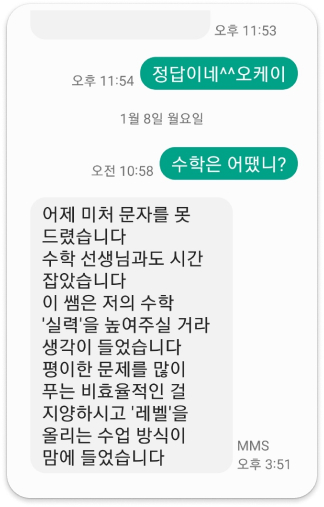 오후 11:53
정답이네^^오케이
오후 11:54
1월 8일 월요일
수학은 어땠니?
오전 10:58
어제 미처 문자를 못
드렸습니다
수학 선생님과도 시간
잡았습니다
이 쌤은 저의 수학
'실력'을 높여주실 거라
생각이 들었습니다
평이한 문제를 많이
푸는 비효율적인 걸
지양하시고 '레벨'을
올리는 수업 방식이
맘에 들었습니다
MMS
오후 3:51